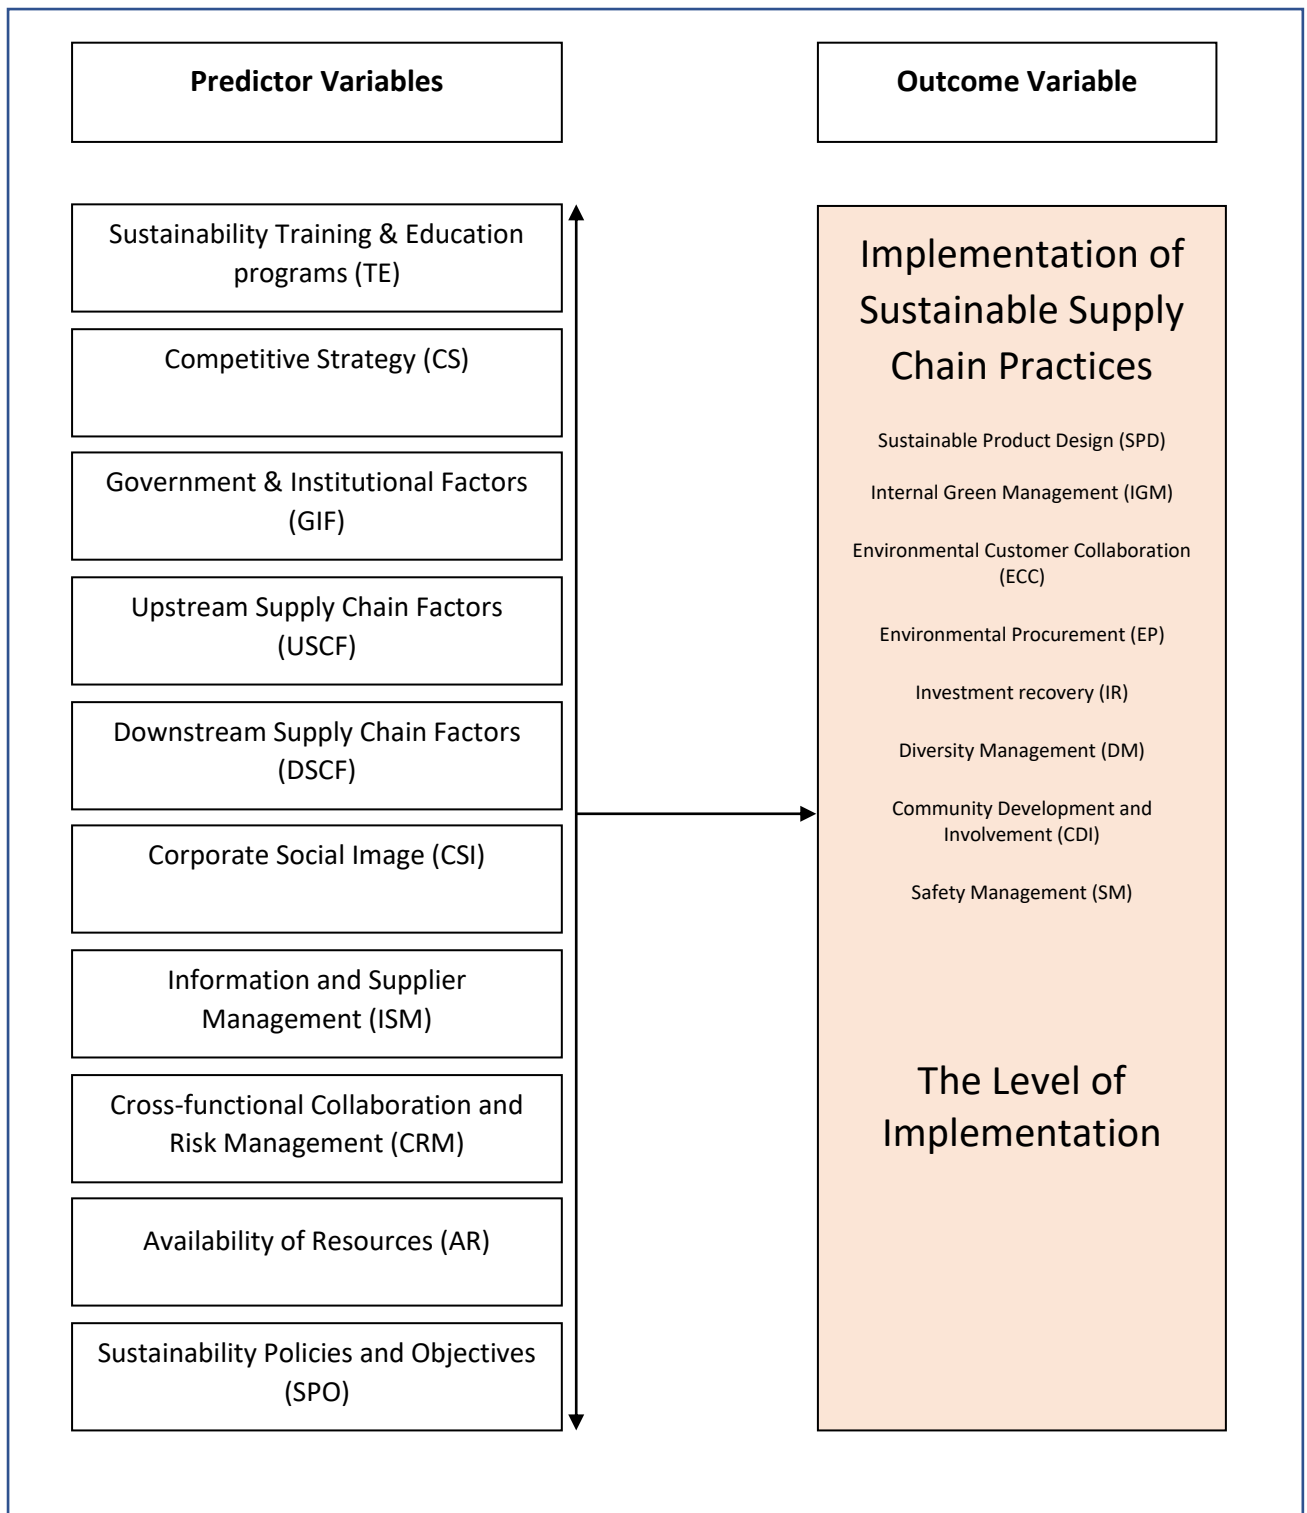 Predictor Variables
Outcome Variable
Sustainability Training & Education
programs (TE)
Competitive Strategy (CS)
Government & Institutional Factors
(GIF)
Upstream Supply Chain Factors
(USCF)
Downstream Supply Chain Factors
(DSCF)
Corporate Social Image (CSI)
Information and Supplier
Management (ISM)
Cross-functional Collaboration and
Risk Management (CRM)
Availability of Resources (AR)
Sustainability Policies and Objectives
(SPO)
Implementation of
Sustainable Supply
Chain Practices
Sustainable Product Design (SPD)
Internal Green Management (IGM)
Environmental Customer Collaboration
(ECC)
Environmental Procurement (EP)
Investment recovery (IR)
Diversity Management (DM)
Community Development and
Involvement (CDI)
Safety Management (SM)
The Level of
Implementation